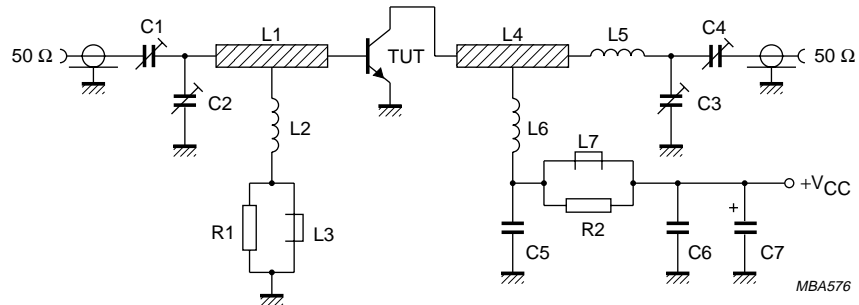 50 Ω
C1
C2
L1
L2
R1
L3
TUT
L4
L5
C4
50 Ω
C3
L6
L7
R2
+VCC
C5
C6
+
C7
MBA576